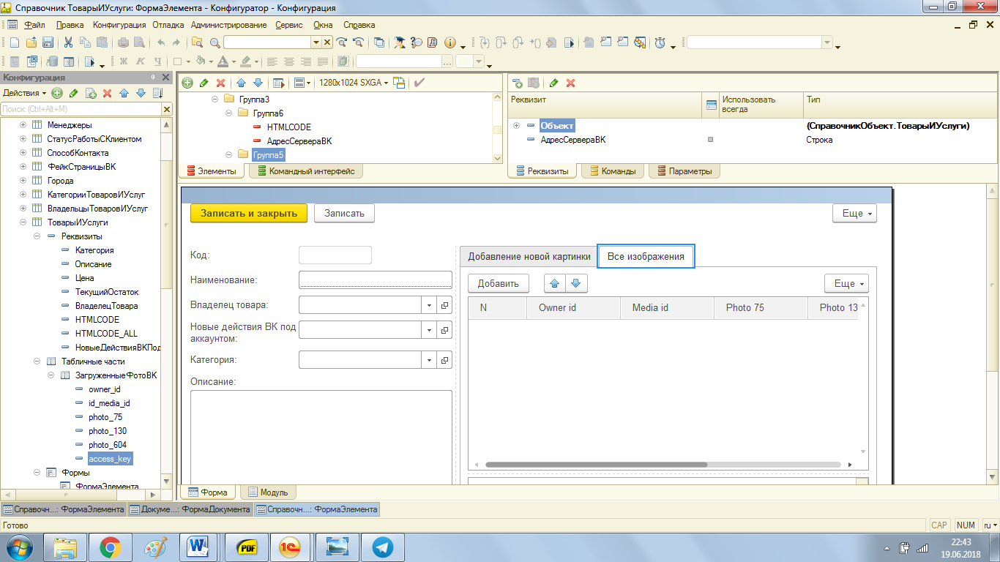 Справочник ТоварыИУслуги: ФормаЭлемента - Конфигуратор - Конфигурация
Файл Правка Конфигурация Отладка Администрирование Сервис Окна Справка
Ж К Ч
Конфигурация
Действия
Поиск (Ctrl+Alt+M)
Менеджеры
СтатусРаботыСКлиентом
СпособКонтакта
ФейкСтраницыВК
Города
КатегорииТоваровИУслуг
ВладельцыТоваровИУслуг
ТоварыИУслуги
Реквизиты
Категория
Описание
Цена
ТекущийОстаток
ВладелецТовара
HTMLCODE
HTMLCODE_ALL
НовыеДействияВКПод
Табличные части
ЗагруженныеФотоВК
owner_id
id_media_id
photo_75
photo_130
photo_604
access_key
Формы
ФормаЭлемента
1280x1024 SXGA
Группа3
Группа6
HTMLCODE
АдресСервераВК
Группа5
Элементы Командный интерфейс
Реквизит Использовать всегда Тип
Объект (СправочникОбъект.ТоварыИУслуги)
АдресСервераВК Строка
Реквизиты Команды Параметры
Записать и закрыть Записать Еще
Код:
Наименование:
Владелец товара:
Новые действия ВК под
аккаунтом:
Категория:
Описание:
Добавление новой картинки Все изображения
Добавить Еще
N Owner id Media id Photo 75 Photo 13
Форма Модуль
Справочн...: ФормаЭлемента Докуме...: ФормаДокумента Справочн...: ФормаЭлемента
Готово CAP NUM ru
W PDF 1С
22:43
19.06.2018